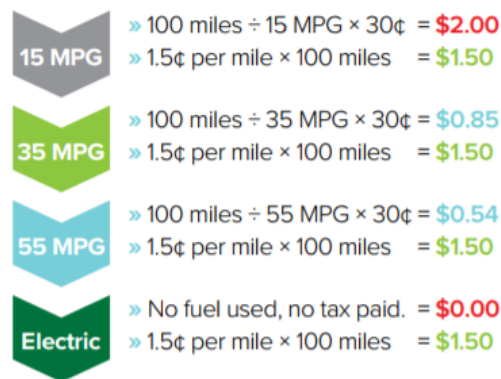 15 MPG
» 100 miles ÷ 15 MPG × 30¢ = $2.00
» 1.5¢ per mile × 100 miles = $1.50
35 MPG
» 100 miles ÷ 35 MPG × 30¢ = $0.85
» 1.5¢ per mile × 100 miles = $1.50
55 MPG
» 100 miles ÷ 55 MPG × 30¢ = $0.54
» 1.5¢ per mile × 100 miles = $1.50
Electric
» No fuel used, no tax paid. = $0.00
» 1.5¢ per mile × 100 miles = $1.50